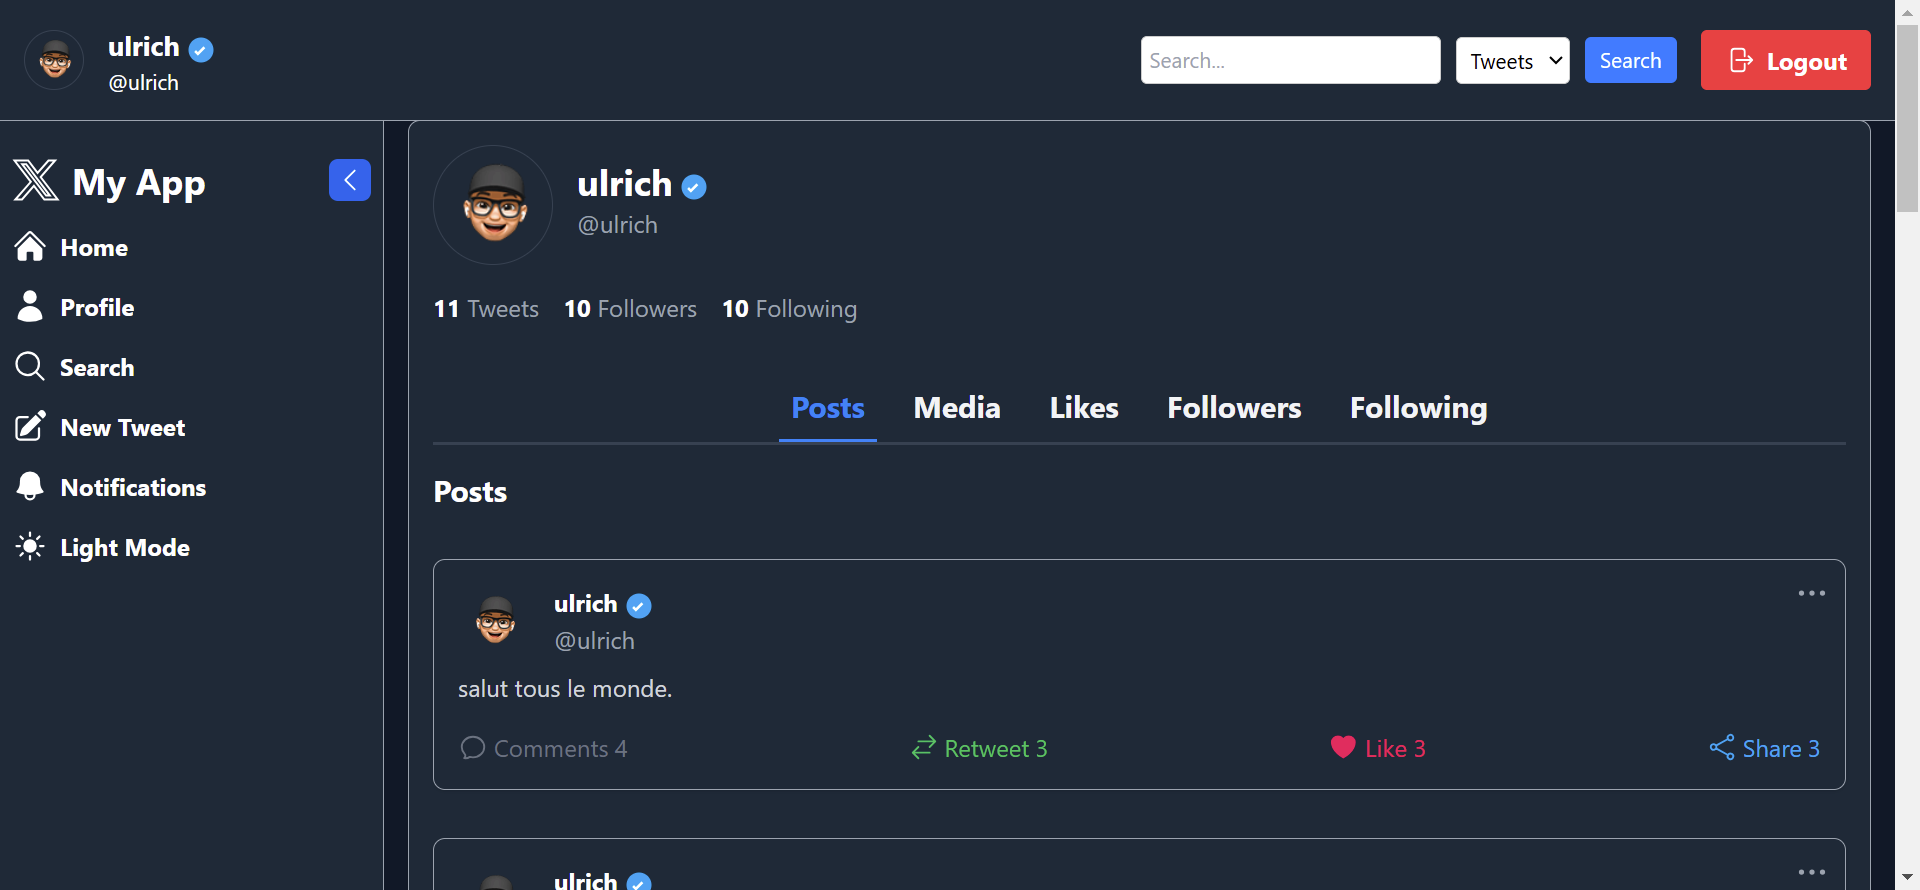 ulrich
@ulrich
Search...
Tweets
Search
Logout
My App
Home
Profile
Search
New Tweet
Notifications
Light Mode
ulrich
@ulrich
11 Tweets 10 Followers 10 Following
Posts Media Likes Followers Following
Posts
ulrich
@ulrich
salut tous le monde.
Comments 4 Retweet 3 Like 3 Share 3
ulrich